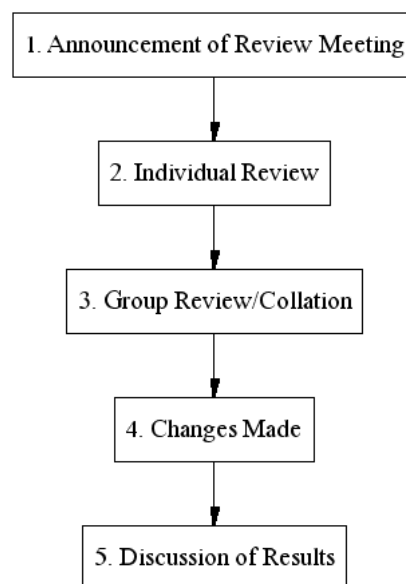 1. Announcement of Review Meeting
2. Individual Review
3. Group Review/Collation
4. Changes Made
5. Discussion of Results